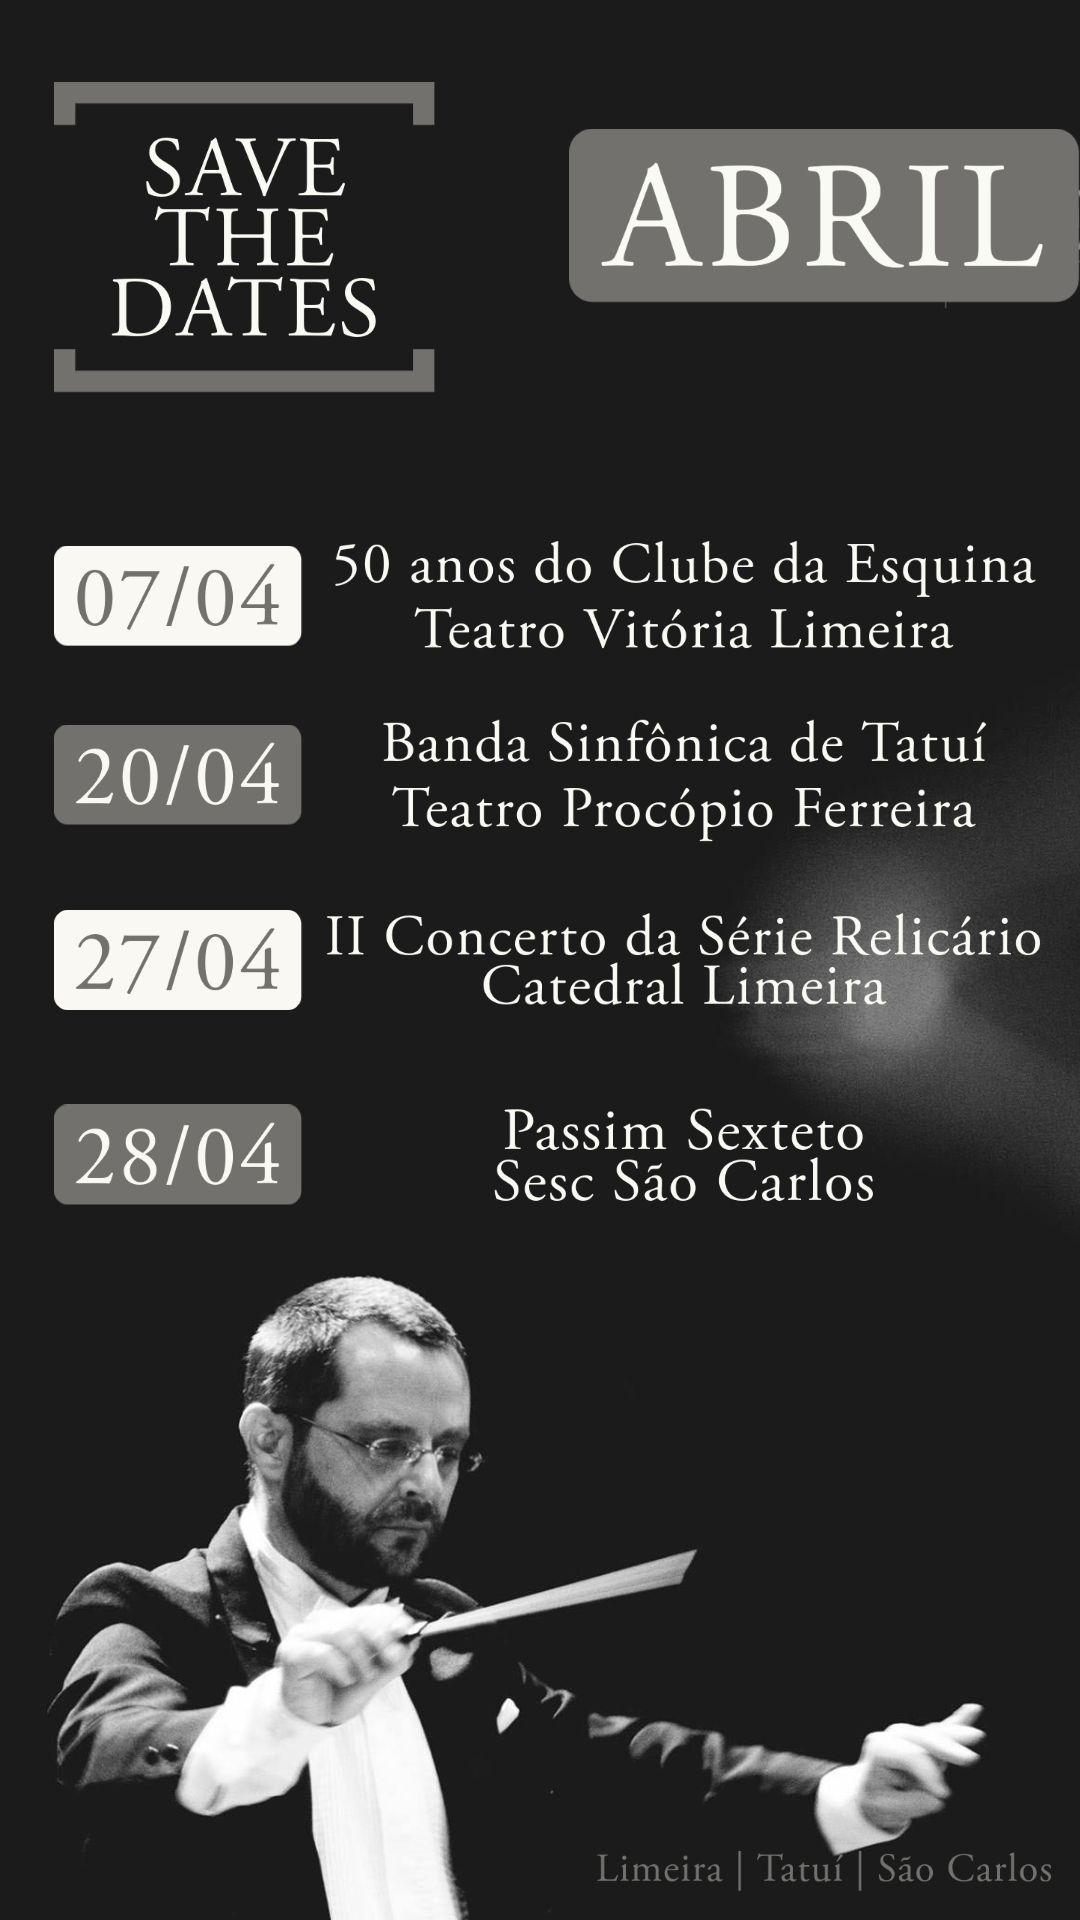 SAVE
THE
DATES
ABRIL
07/04
50 anos do Clube da Esquina
Teatro Vitória Limeira
20/04
Banda Sinfônica de Tatuí
Teatro Procópio Ferreira
27/04
II Concerto da Série Relicário
Catedral Limeira
28/04
Passim Sexteto
Sesc São Carlos
Limeira | Tatuí | São Carlos